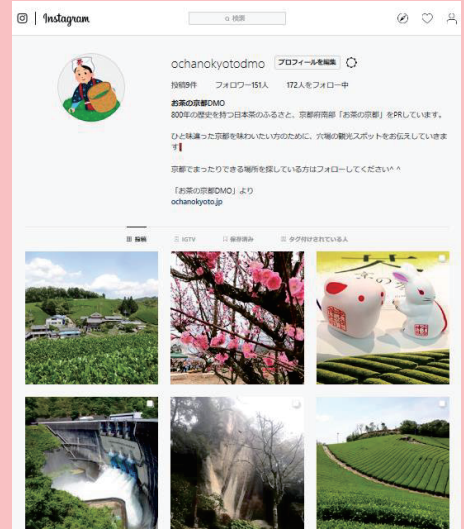 Instagram
検索
ochanokyotodmo プロフィールを編集
投稿9件 フォロワー151人 172人をフォロー中
お茶の京都DMO
800年の歴史を持つ日本茶のふるさと、京都府南部「お茶の京都」をPRしています。
ひと味違った京都を味わいたい方のために、穴場の観光スポットをお伝えしていきま
す
京都でまったりできる場所を探している方はフォローしてください^ ^
「お茶の京都DMO」より
ochanokyoto.jp
投稿 IGTV 保存済み タグ付けされている人